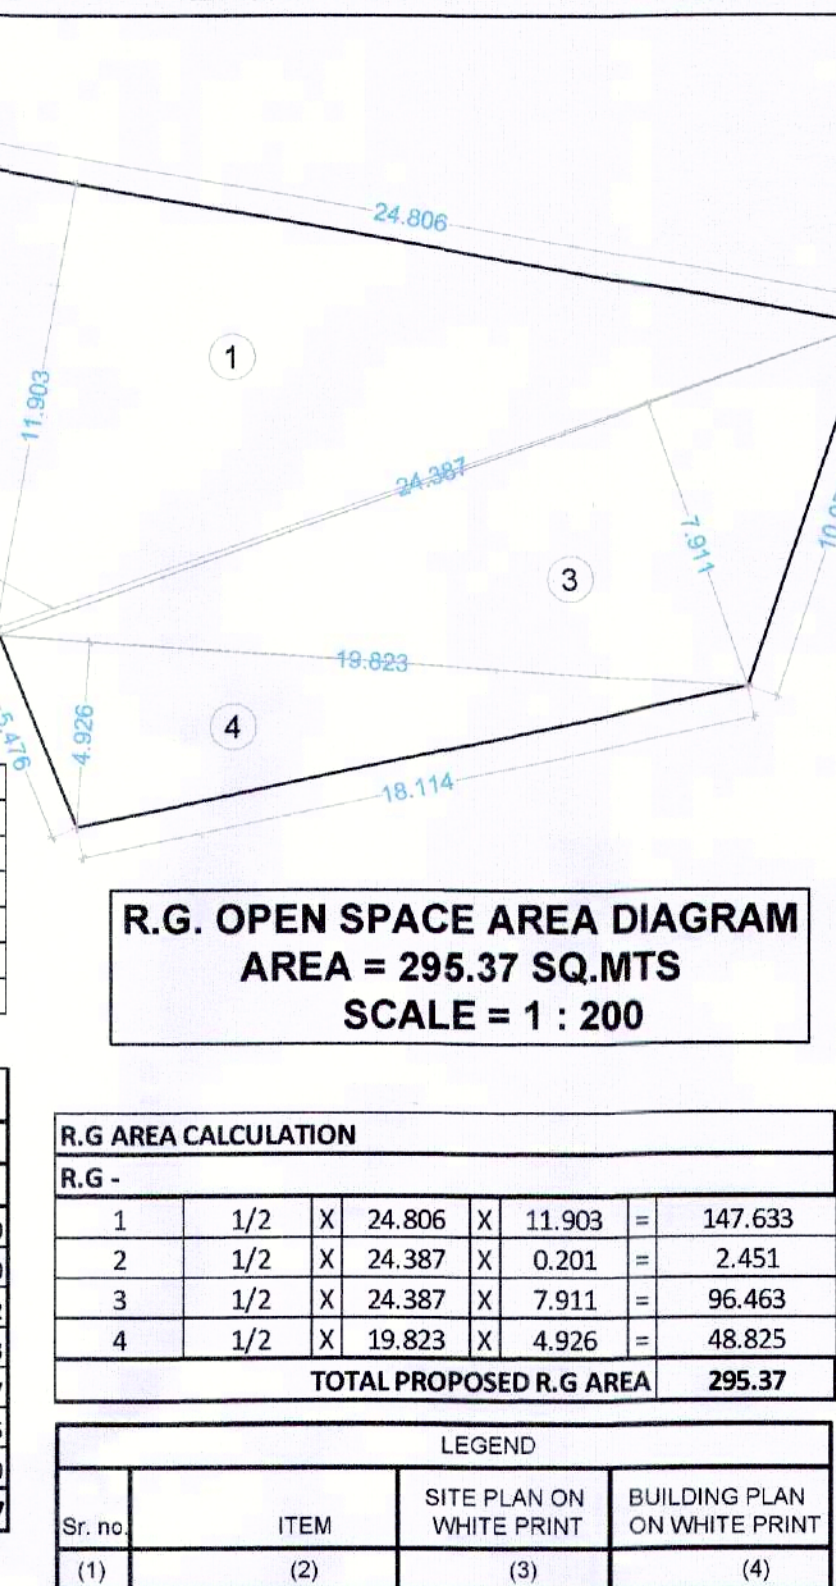 24.806
1
11.903
24.387
7.911
3
19.823
4.926
4
5.476
18.114
R.G. OPEN SPACE AREA DIAGRAM
AREA = 295.37 SQ.MTS
SCALE = 1 : 200
R.G AREA CALCULATION
R.G -
1 1/2 X 24.806 X 11.903 = 147.633
2 1/2 X 24.387 X 0.201 = 2.451
3 1/2 X 24.387 X 7.911 = 96.463
4 1/2 X 19.823 X 4.926 = 48.825
TOTAL PROPOSED R.G AREA 295.37
LEGEND
Sr. no. ITEM SITE PLAN ON WHITE PRINT BUILDING PLAN ON WHITE PRINT
(1) (2) (3) (4)